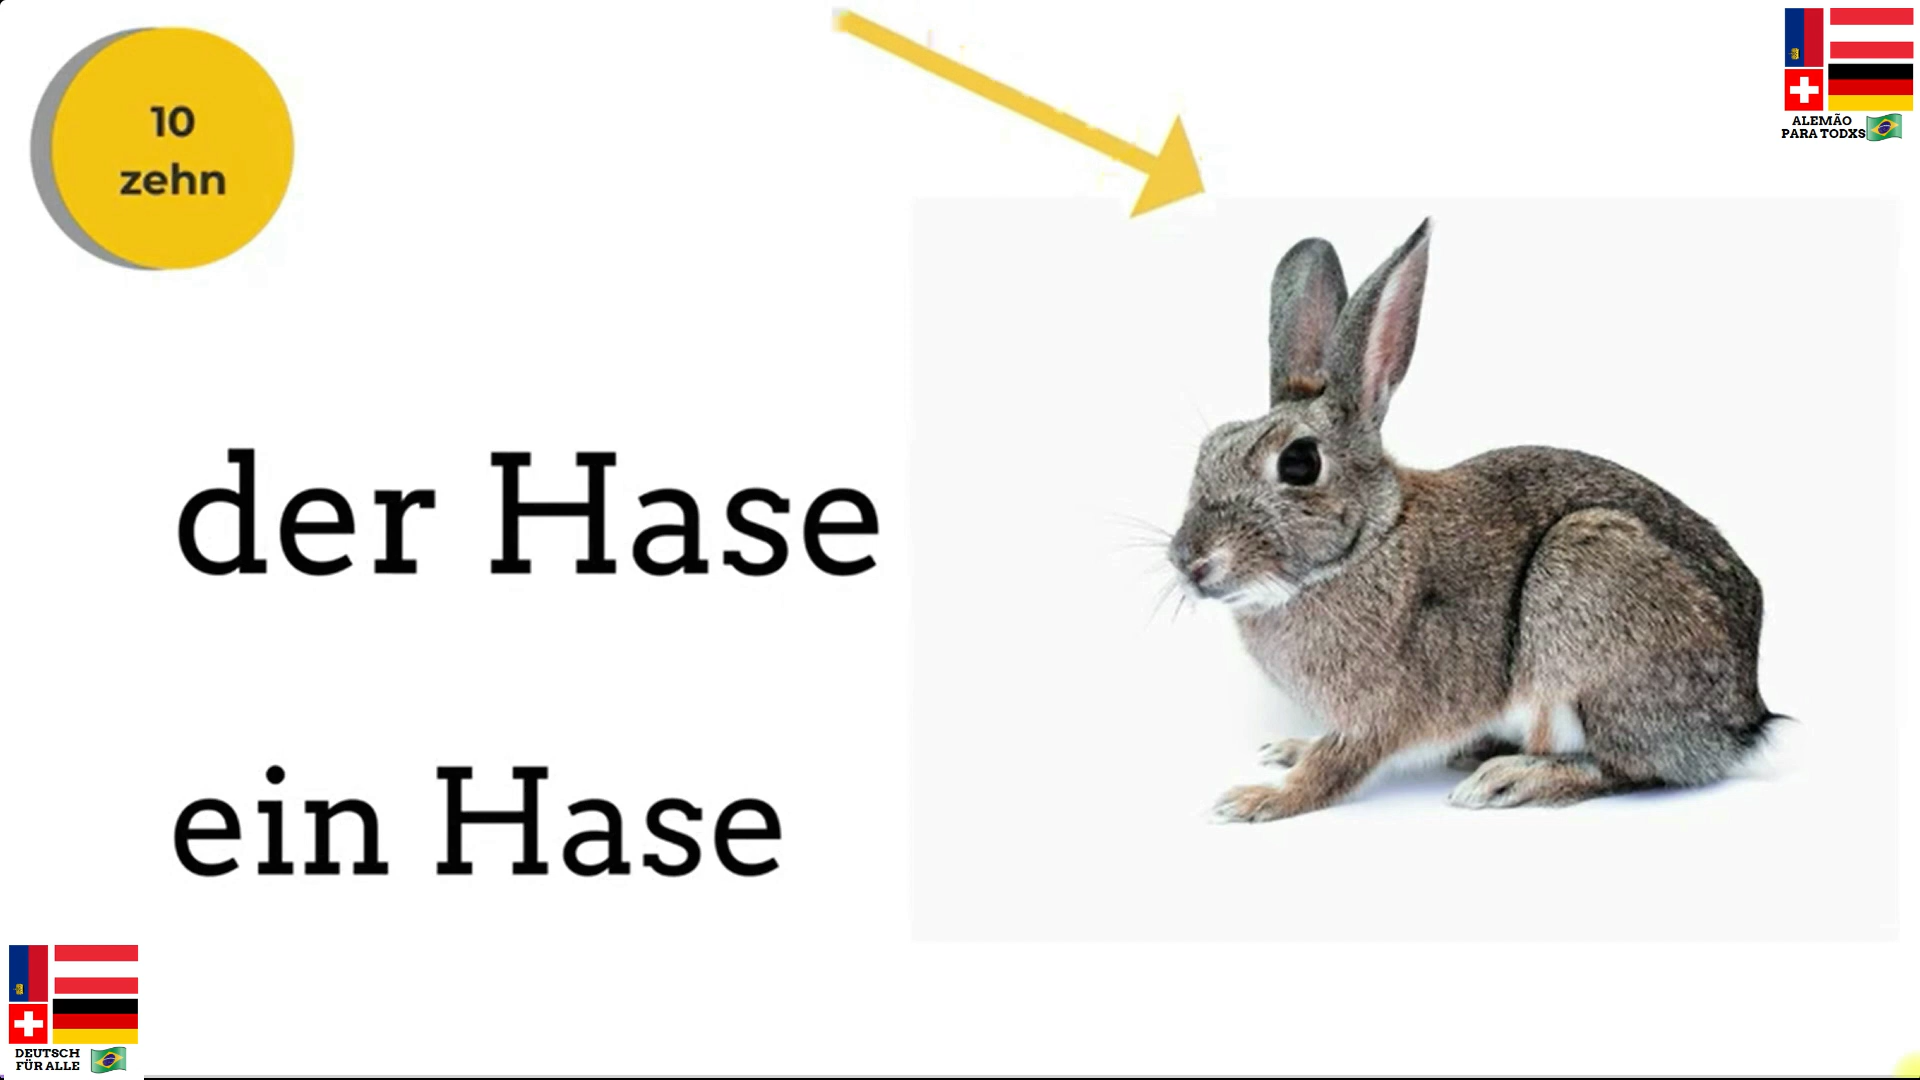 10
zehn
ALEMÃO
PARA TODXS
der Hase
ein Hase
DEUTSCH
FÜR ALLE